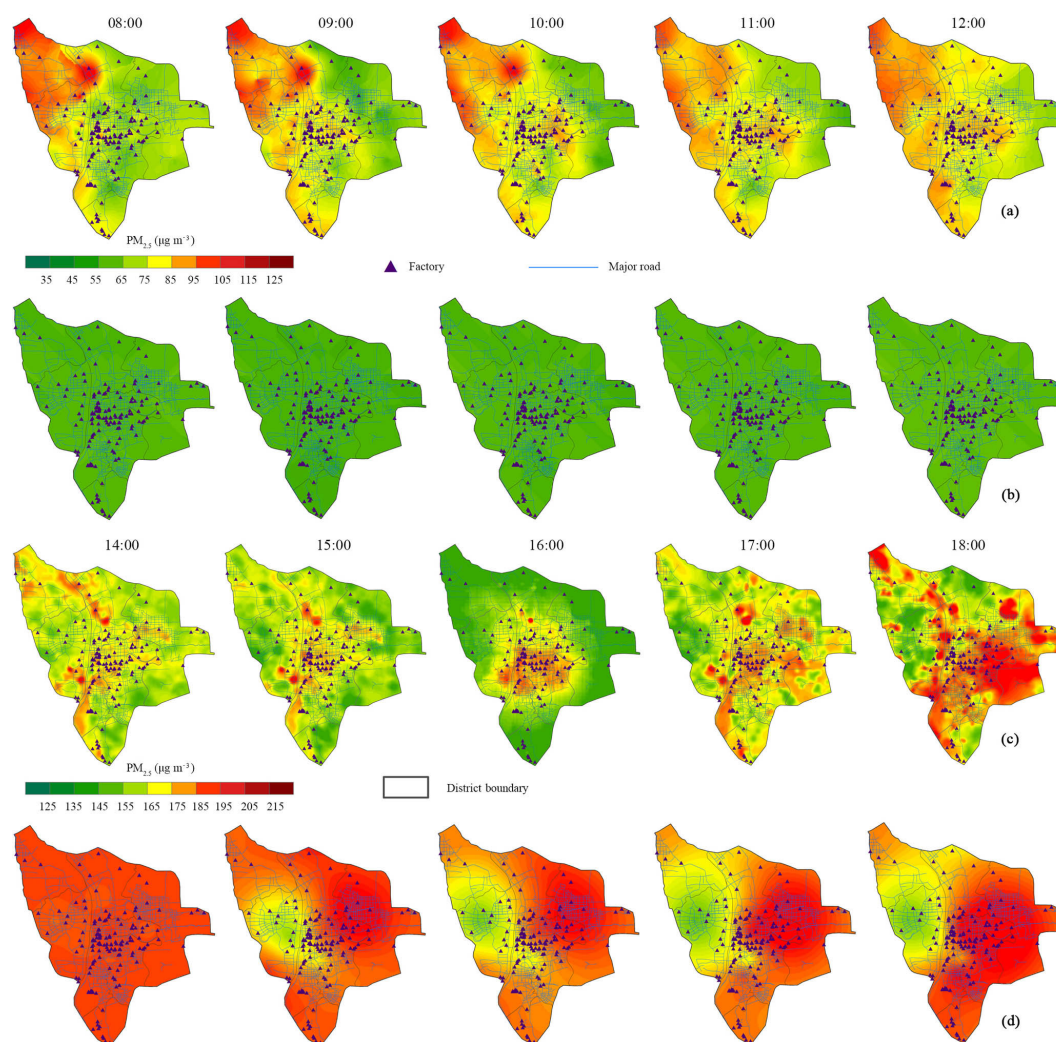 08:00 09:00 10:00 11:00 12:00
(a)
PM2.5 (μg m⁻³)
35 45 55 65 75 85 95 105 115 125
Factory
Major road
(b)
14:00 15:00 16:00 17:00 18:00
(c)
PM2.5 (μg m⁻³)
125 135 145 155 165 175 185 195 205 215
District boundary
(d)